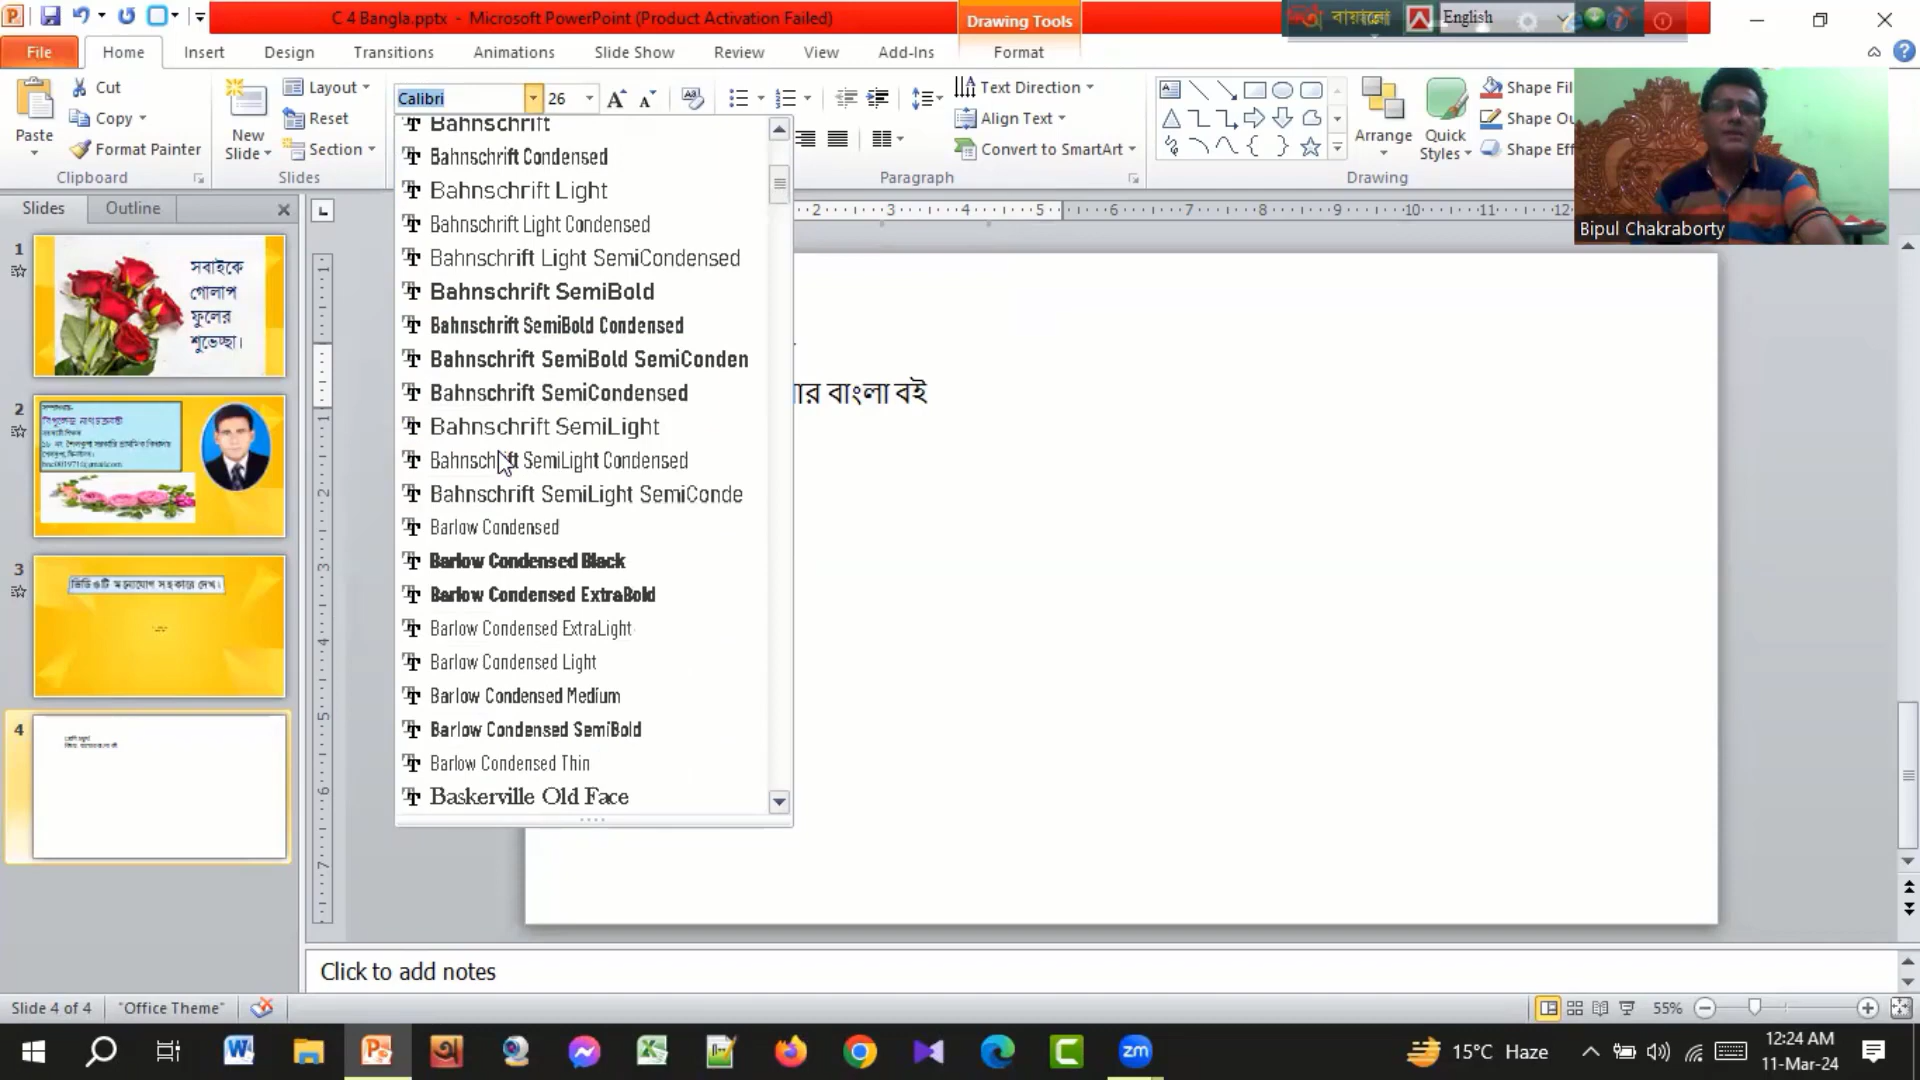 C 4 Bangla.pptx - Microsoft PowerPoint (Product Activation Failed)
Drawing Tools
বায়ান্নো
English
File Home Insert Design Transitions Animations Slide Show Review View Add-Ins Format
Paste
Cut
Copy
Format Painter
Clipboard
New Slide
Layout
Reset
Section
Slides
Calibri 26
Text Direction
Align Text
Convert to SmartArt
Paragraph
Arrange
Quick Styles
Shape Fil
Shape Ou
Shape Eff
Drawing
Bipul Chakraborty
Slides Outline
1
সবাইকে
গোলাপ
ফুলের
শুভেচ্ছা।
2
3
ভিডিওটি মনোযোগ সহকারে দেখ।
4
Bahnschrift
Bahnschrift Condensed
Bahnschrift Light
Bahnschrift Light Condensed
Bahnschrift Light SemiCondensed
Bahnschrift SemiBold
Bahnschrift SemiBold Condensed
Bahnschrift SemiBold SemiConden
Bahnschrift SemiCondensed
Bahnschrift SemiLight
Bahnschrift SemiLight Condensed
Bahnschrift SemiLight SemiConde
Barlow Condensed
Barlow Condensed Black
Barlow Condensed ExtraBold
Barlow Condensed ExtraLight
Barlow Condensed Light
Barlow Condensed Medium
Barlow Condensed SemiBold
Barlow Condensed Thin
Baskerville Old Face
ার বাংলা বই
Click to add notes
Slide 4 of 4 "Office Theme" 55%
15°C Haze
12:24 AM
11-Mar-24